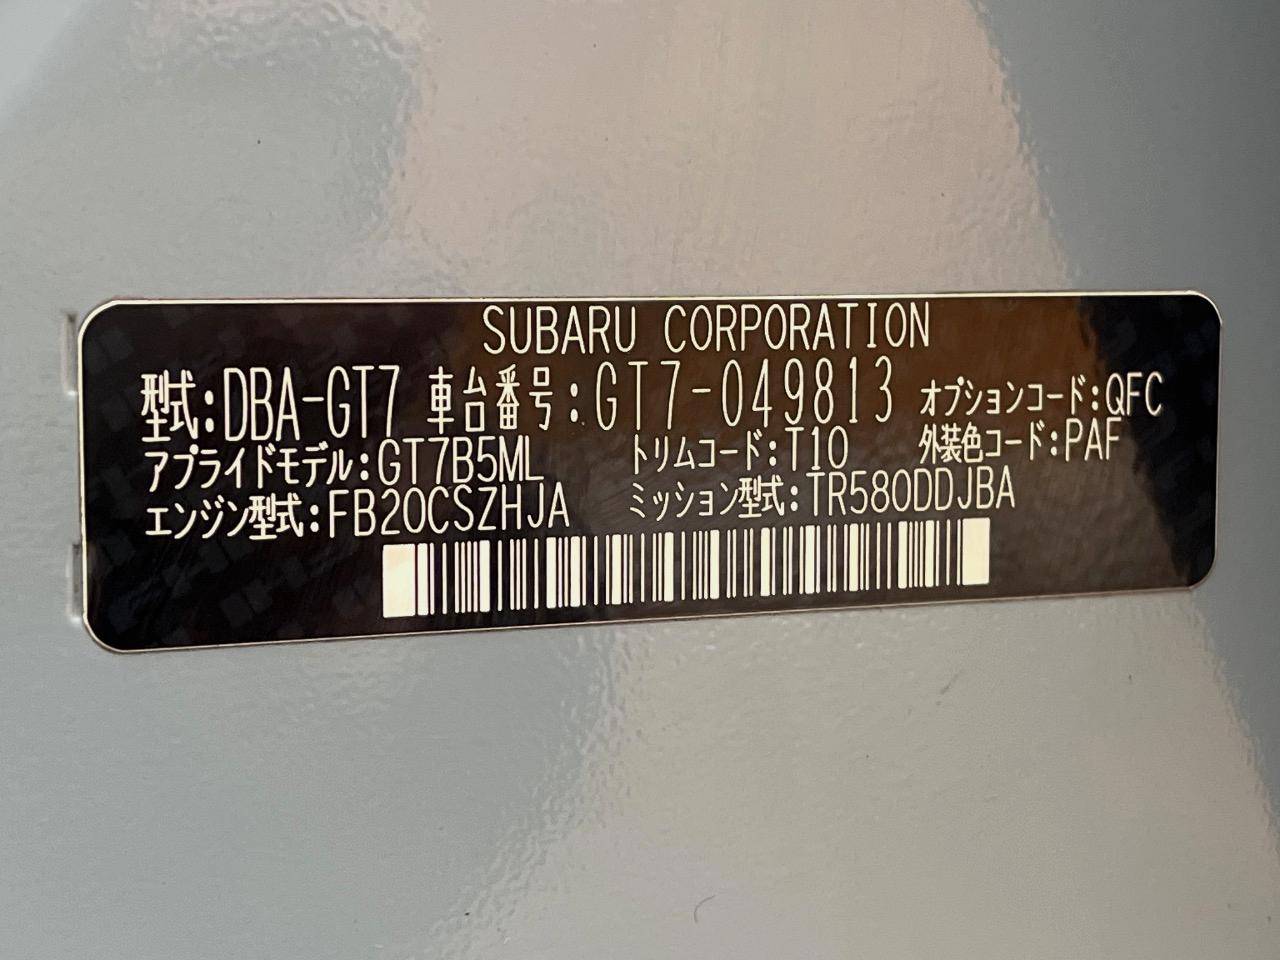 SUBARU CORPORATION
型式:DBA-GT7 車台番号:GT7-049813 オプションコード:QFC
アプライドモデル:GT7B5ML トリムコード:T10 外装色コード:PAF
エンジン型式:FB20CSZHJA ミッション型式:TR580DDJBA